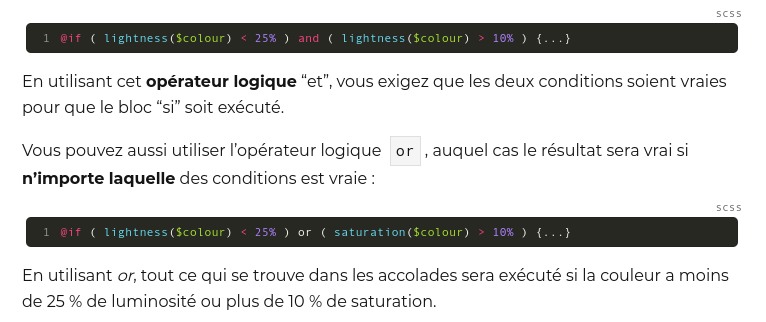 scss
1 @if ( lightness($colour) < 25% ) and ( lightness($colour) > 10% ) {...}
En utilisant cet opérateur logique “et”, vous exigez que les deux conditions soient vraies
pour que le bloc “si” soit exécuté.
Vous pouvez aussi utiliser l’opérateur logique or , auquel cas le résultat sera vrai si
n’importe laquelle des conditions est vraie :
scss
1 @if ( lightness($colour) < 25% ) or ( saturation($colour) > 10% ) {...}
En utilisant or, tout ce qui se trouve dans les accolades sera exécuté si la couleur a moins
de 25 % de luminosité ou plus de 10 % de saturation.